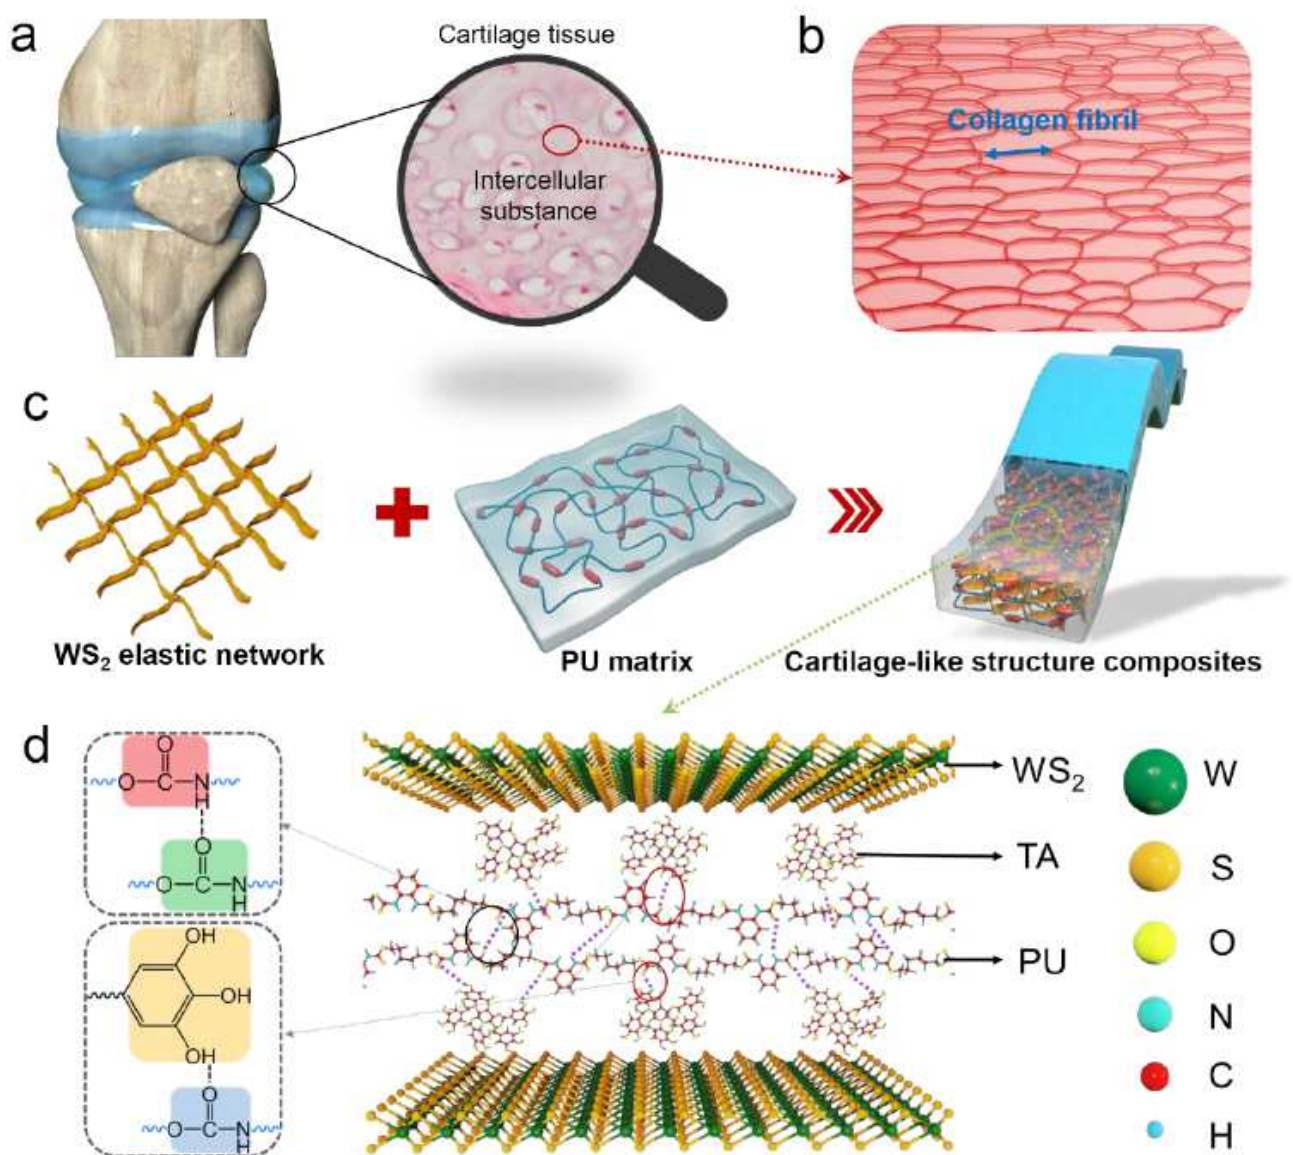 a
Cartilage tissue
Intercellular
substance
b
Collagen fibril
c
WS₂ elastic network
PU matrix
Cartilage-like structure composites
d
O
O—C—N
H
O
O—C—N
H
OH
OH
OH
O
O—C—N
H
WS₂
TA
PU
W
S
O
N
C
H